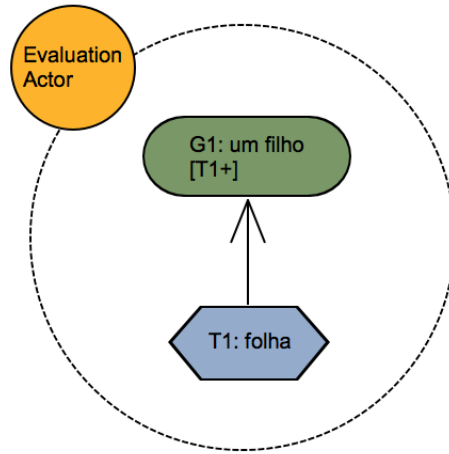 Evaluation
Actor
G1: um filho
[T1+]
T1: folha